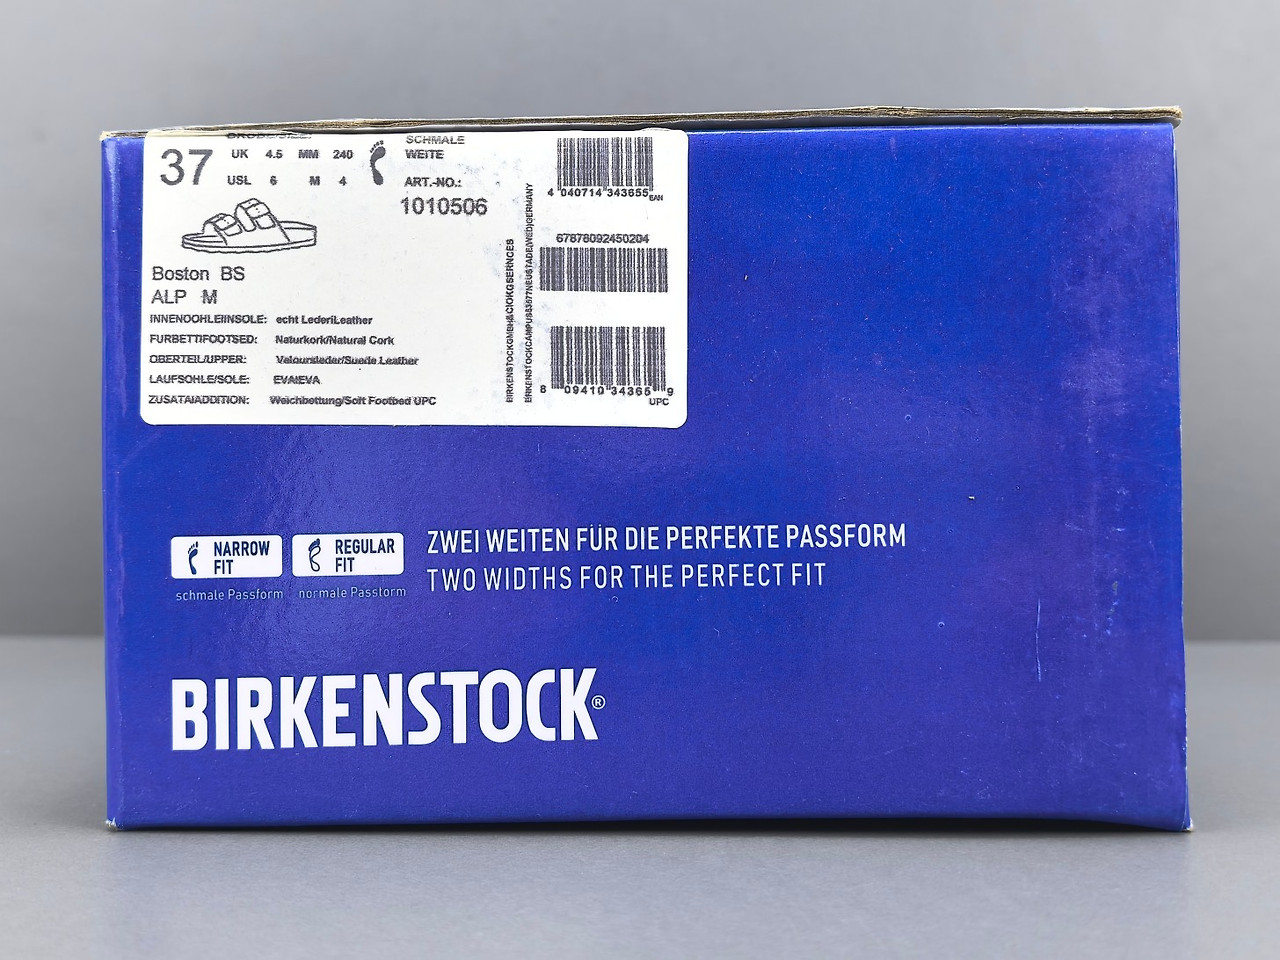 GRÖßE/SIZE:
37 UK 4.5 MM 240
USL 6 M 4
SCHMALE
WEITE
ART.-NO.:
1010506
Boston BS
ALP M
INNENOOHLEIINSOLE: echt LederiLeather
FURBETTIFOOTSED: Naturkork/Natural Cork
OBERTEIL/UPPER: Veloursleder/Suede Leather
LAUFSOHLE/SOLE: EVAIEVA
ZUSATAIADDITION: Weichbettung/Soft Footbed UPC
4 040714 343655 EAN
67876092450204
8 09410 34365 9
UPC
NARROW
FIT
schmale Passform
REGULAR
FIT
normale Passtorm
ZWEI WEITEN FÜR DIE PERFEKTE PASSFORM
TWO WIDTHS FOR THE PERFECT FIT
BIRKENSTOCK®